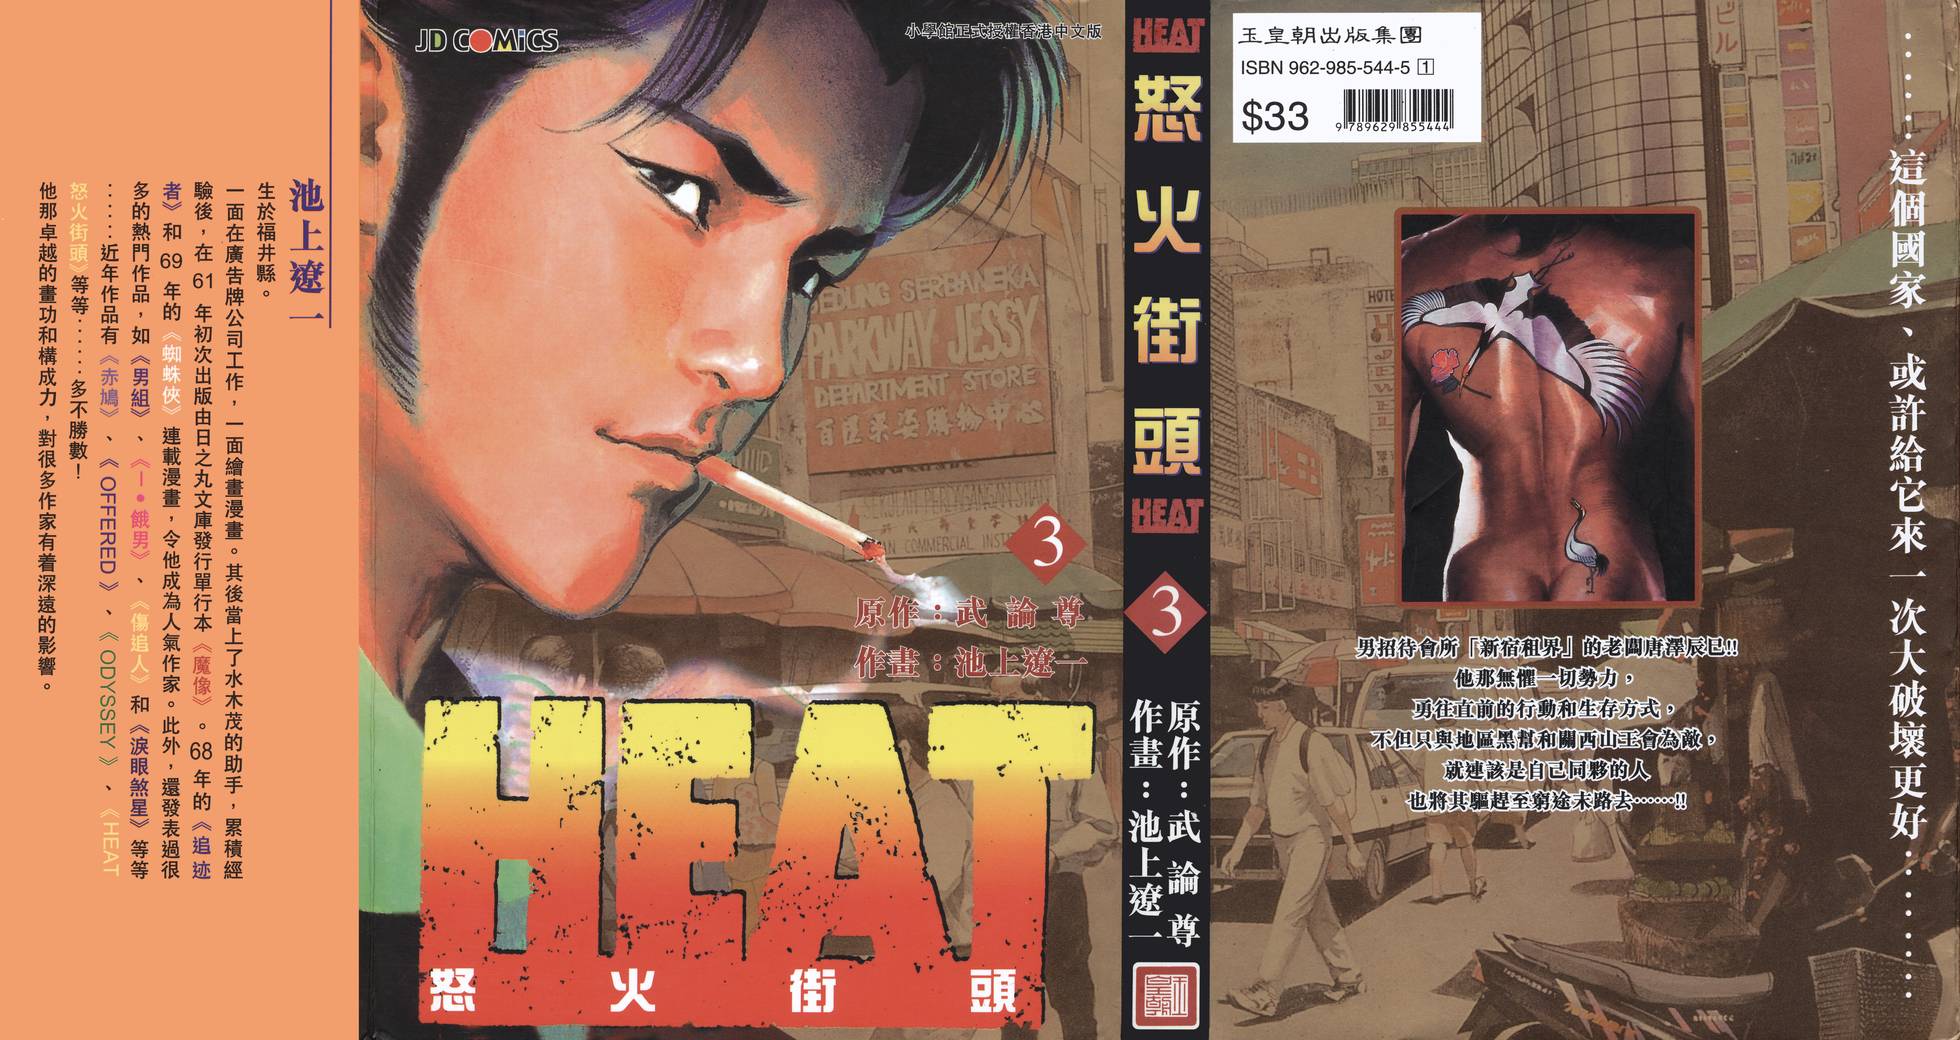 池上遼一
生於福井縣。
一面在廣告牌公司工作，一面繪畫漫畫。其後當上了水木茂的助手，累積經
驗後，在 61 年初次出版由日之丸文庫發行單行本《魔像》。68 年的《追迹
者》和 69 年的《蜘蛛俠》連載漫畫，令他成為人氣作家。此外，還發表過很
多的熱門作品，如《男組》、《I•餓男》、《傷追人》和《淚眼煞星》等等
……近年作品有《赤鳩》、《OFFERED》、《ODYSSEY》、《HEAT
怒火街頭》等等……多不勝數！
他那卓越的畫功和構成力，對很多作家有着深遠的影響。
JD COMiCS
小學館正式授權香港中文版
SERBANEKA
PARKWAY JESSY
DEPARTMENT STORE
3
原作：武論尊
作畫：池上遼一
HEAT
怒火街頭
HEAT
怒火街頭
HEAT
3
原作：武論尊
作畫：池上遼一
玉皇朝
玉皇朝出版集團
ISBN 962-985-544-5 1
$33
9 789629 855444
ビル
HOTE
……這個國家、或許給它來一次大破壞更好……
男招待會所「新宿租界」的老闆唐澤辰巳!!
他那無懼一切勢力，
勇往直前的行動和生存方式，
不但只與地區黑幫和關西山王會為敵，
就連該是自己同夥的人
也將其驅趕至窮途末路去……!!